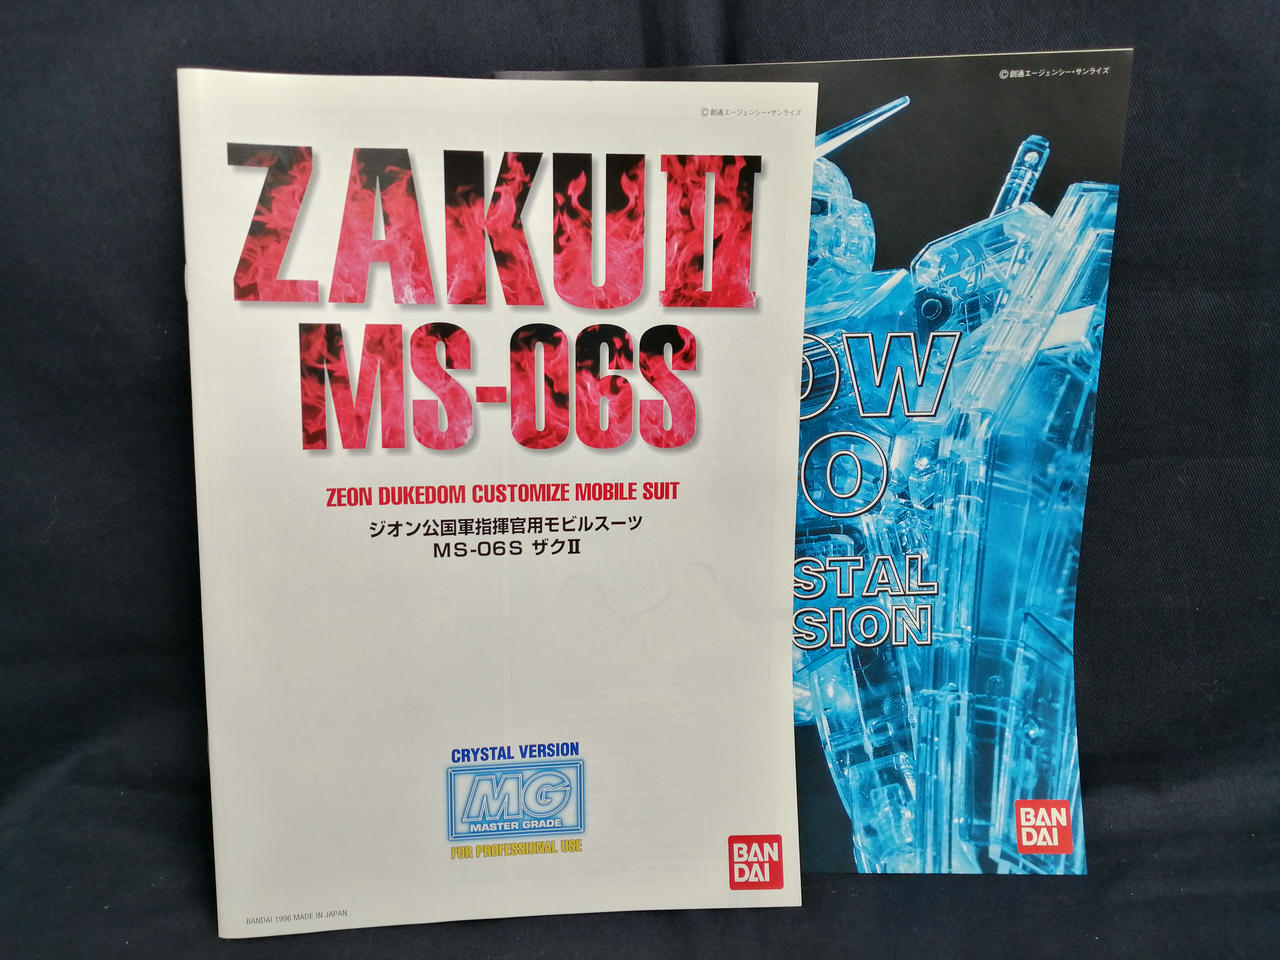 ©創通エージェンシー・サンライズ
ZAKUⅡ
MS-06S
ZEON DUKEDOM CUSTOMIZE MOBILE SUIT
ジオン公国軍指揮官用モビルスーツ
MS-06S ザクⅡ
CRYSTAL VERSION
MG
MASTER GRADE
FOR PROFESSIONAL USE
BAN
DAI
BANDAI 1996 MADE IN JAPAN
©創通エージェンシー・サンライズ
OW
O
STAL
SION
BAN
DAI